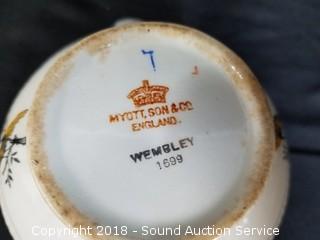 7
MYOTT, SON & CO
ENGLAND.
WEMBLEY
1699
Copyright 2018 - Sound Auction Service